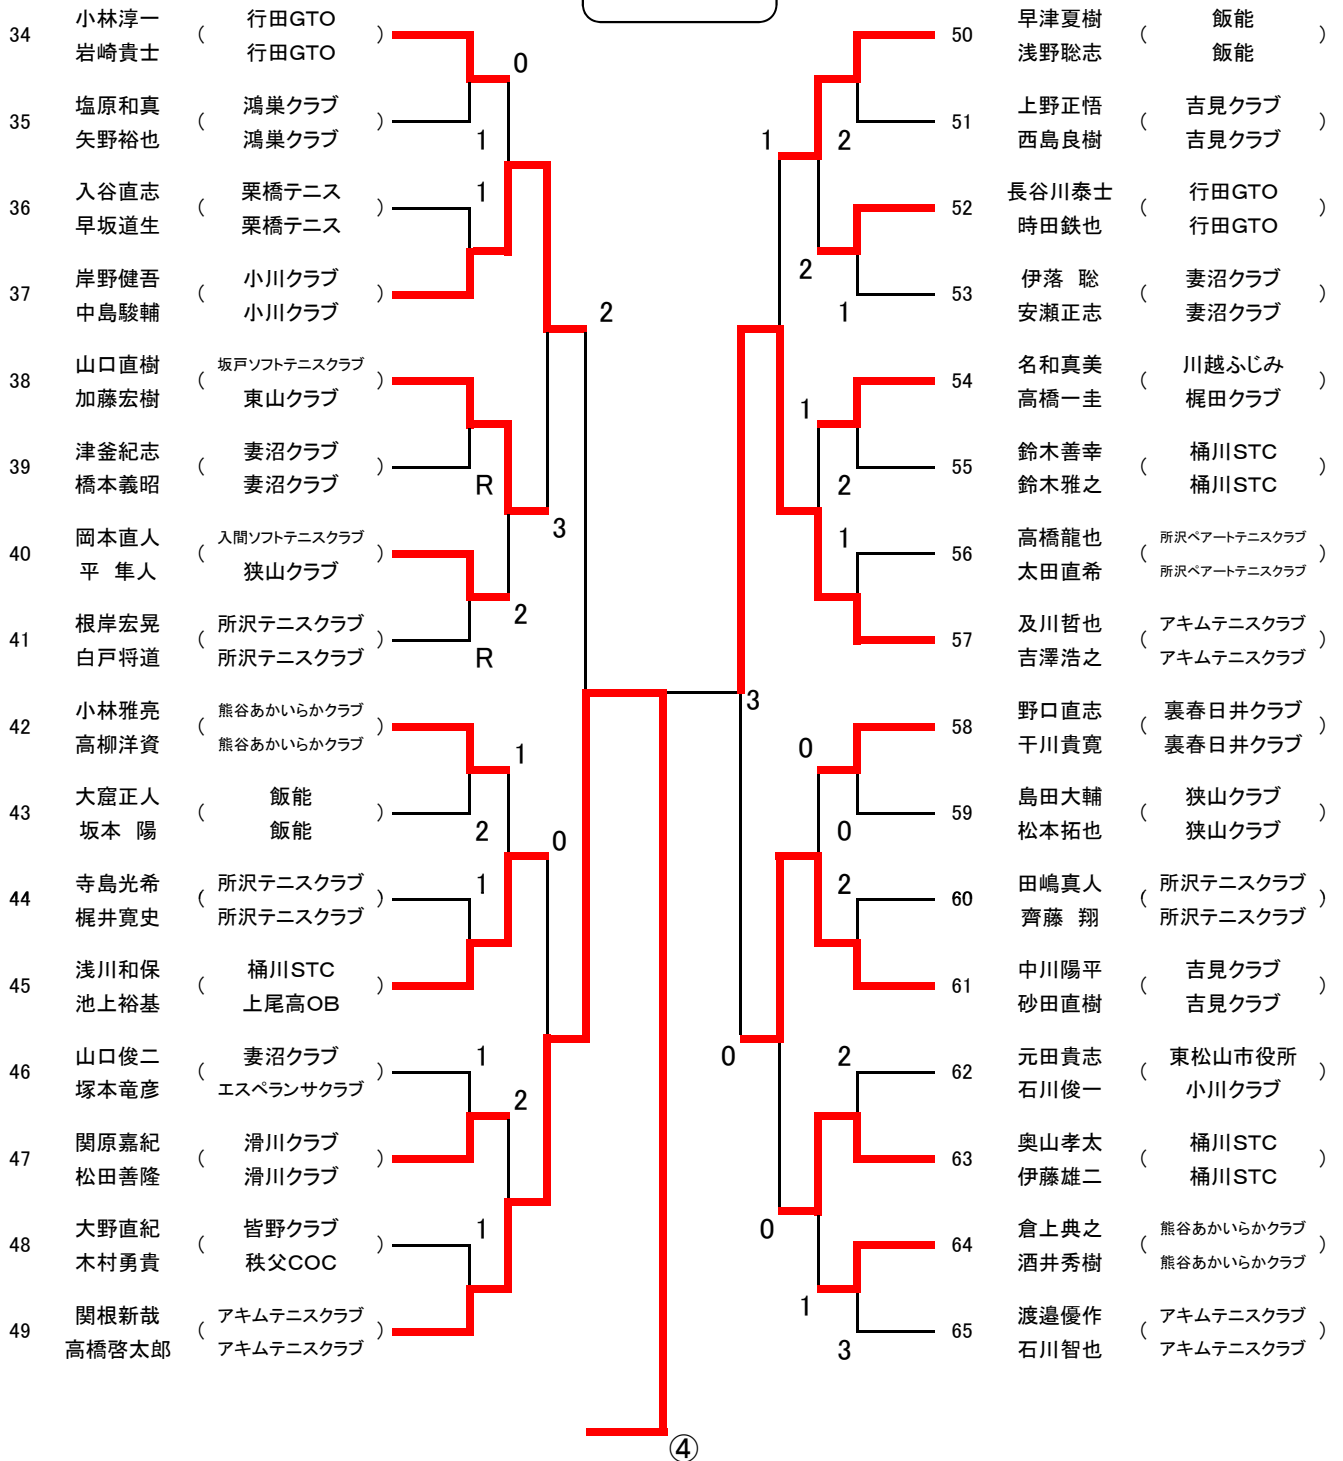 34 小林淳一 ( 行田GTO )
岩崎貴士 行田GTO
0
35 塩原和真 ( 鴻巣クラブ )
矢野裕也 鴻巣クラブ
1
36 入谷直志 ( 栗橋テニス )
早坂道生 栗橋テニス
1
37 岸野健吾 ( 小川クラブ )
中島駿輔 小川クラブ
2
38 山口直樹 ( 坂戸ソフトテニスクラブ )
加藤宏樹 東山クラブ
39 津釜紀志 ( 妻沼クラブ )
橋本義昭 妻沼クラブ
R
3
40 岡本直人 ( 入間ソフトテニスクラブ )
平 隼人 狭山クラブ
2
41 根岸宏晃 ( 所沢テニスクラブ )
白戸将道 所沢テニスクラブ
R
42 小林雅亮 ( 熊谷あかいらかクラブ )
高柳洋資 熊谷あかいらかクラブ
1
43 大窟正人 ( 飯能 )
坂本 陽 飯能
2
0
44 寺島光希 ( 所沢テニスクラブ )
梶井寛史 所沢テニスクラブ
1
45 浅川和保 ( 桶川STC )
池上裕基 上尾高OB
46 山口俊二 ( 妻沼クラブ )
塚本竜彦 エスペランサクラブ
1
2
47 関原嘉紀 ( 滑川クラブ )
松田善隆 滑川クラブ
48 大野直紀 ( 皆野クラブ )
木村勇貴 秩父COC
1
49 関根新哉 ( アキムテニスクラブ )
高橋啓太郎 アキムテニスクラブ
④
50 早津夏樹 ( 飯能 )
浅野聡志 飯能
51 上野正悟 ( 吉見クラブ )
西島良樹 吉見クラブ
1
2
52 長谷川泰士 ( 行田GTO )
時田鉄也 行田GTO
2
53 伊落 聡 ( 妻沼クラブ )
安瀬正志 妻沼クラブ
1
54 名和真美 ( 川越ふじみ )
高橋一圭 梶田クラブ
1
55 鈴木善幸 ( 桶川STC )
鈴木雅之 桶川STC
2
56 高橋龍也 ( 所沢ペアートテニスクラブ )
太田直希 所沢ペアートテニスクラブ
1
57 及川哲也 ( アキムテニスクラブ )
吉澤浩之 アキムテニスクラブ
3
58 野口直志 ( 裏春日井クラブ )
干川貴寛 裏春日井クラブ
0
59 島田大輔 ( 狭山クラブ )
松本拓也 狭山クラブ
0
60 田嶋真人 ( 所沢テニスクラブ )
齊藤 翔 所沢テニスクラブ
2
61 中川陽平 ( 吉見クラブ )
砂田直樹 吉見クラブ
0
62 元田貴志 ( 東松山市役所 )
石川俊一 小川クラブ
2
63 奥山孝太 ( 桶川STC )
伊藤雄二 桶川STC
0
64 倉上典之 ( 熊谷あかいらかクラブ )
酒井秀樹 熊谷あかいらかクラブ
1
65 渡邉優作 ( アキムテニスクラブ )
石川智也 アキムテニスクラブ
3